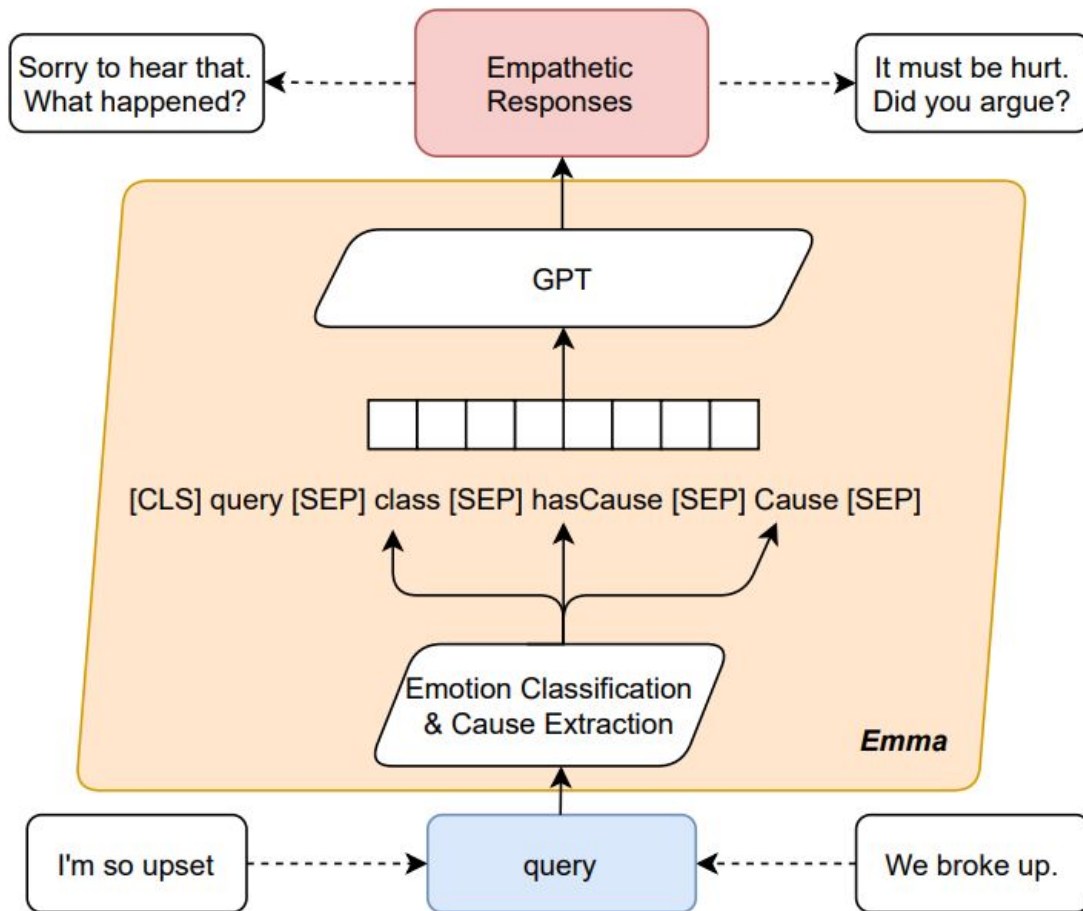 Sorry to hear that.
What happened?
Empathetic
Responses
It must be hurt.
Did you argue?
GPT
[CLS] query [SEP] class [SEP] hasCause [SEP] Cause [SEP]
Emotion Classification
& Cause Extraction
Emma
I'm so upset
query
We broke up.